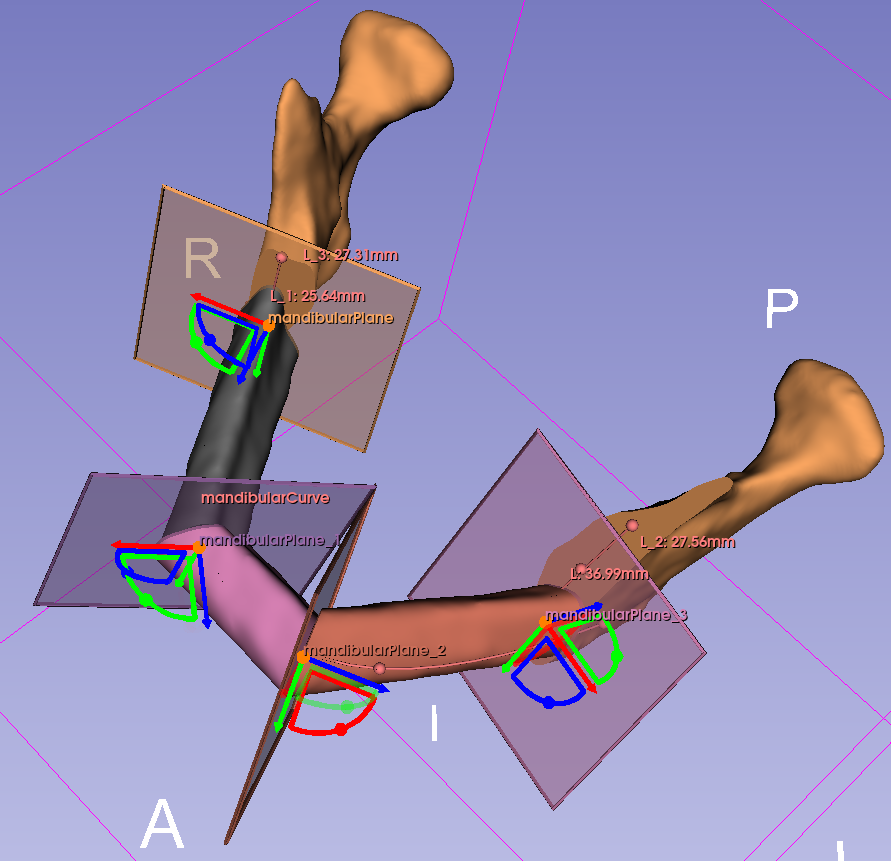 R
L_3: 27.31mm
L_1: 25.64mm
P
mandibularPlane
mandibularCurve
mandibularPlane_1
L_2: 27.56mm
L: 36.99mm
mandibularPlane_3
mandibularPlane_2
I
A